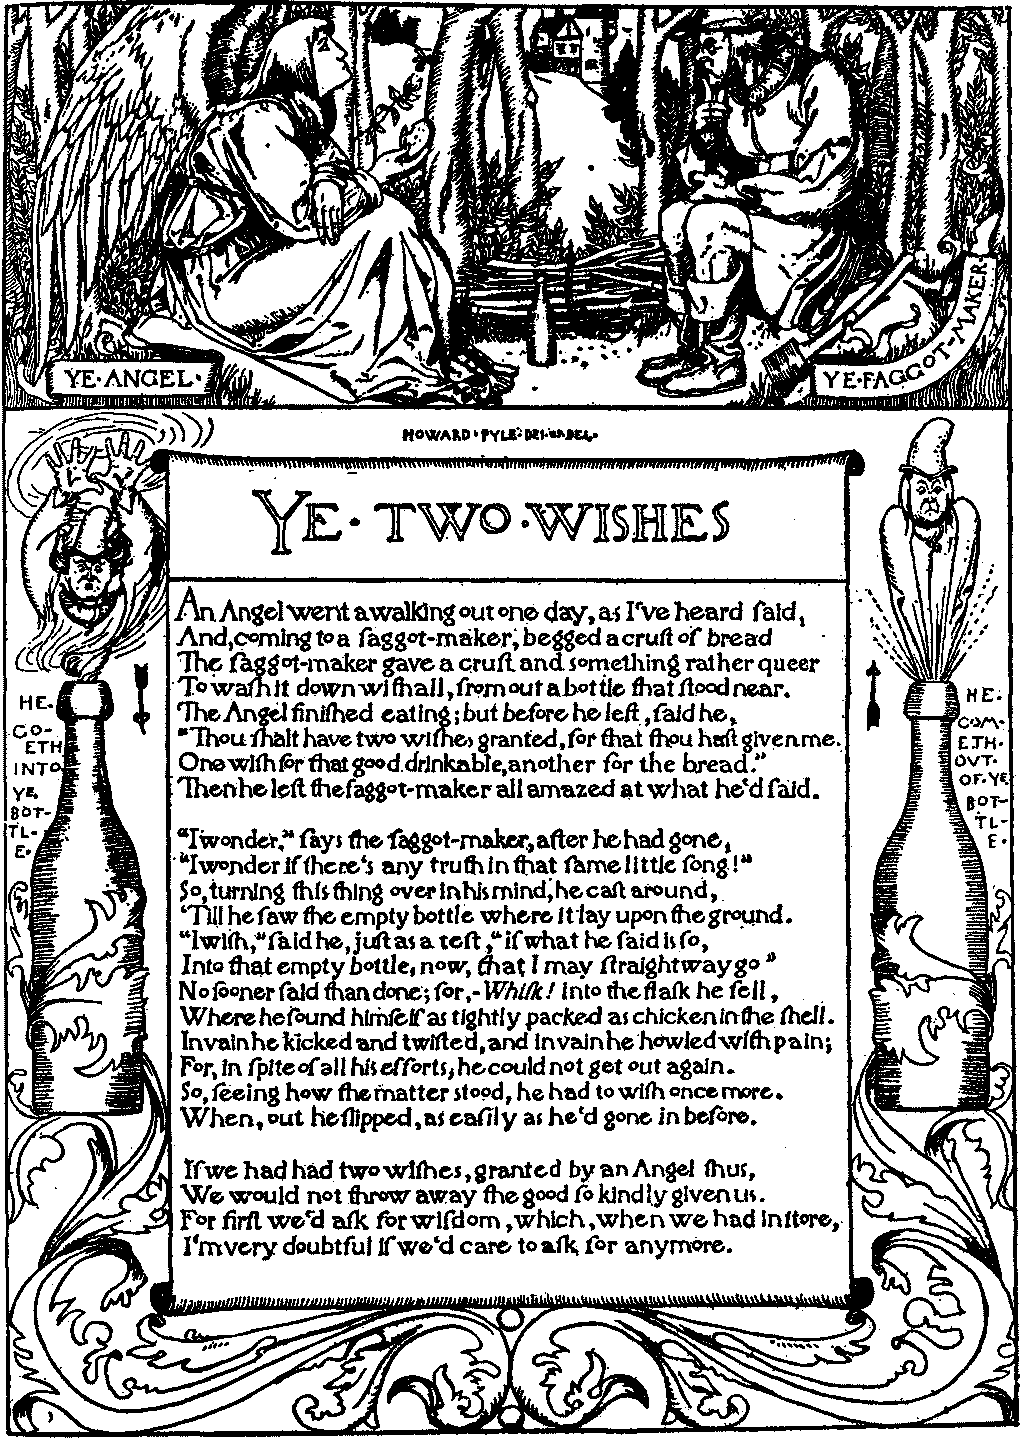 YE·ANGEL·
YE·FAGGOT-MAKER·
HOWARD·PYLE·
YE·TWO·WISHES
An Angel went a walking out one day, as I've heard ſaid,
And, coming to a faggot-maker, begged a cruſt of bread
The faggot-maker gave a cruſt and something rather queer
To waſh it down withall, from out a bottle that ſtood near.
The Angel finiſhed eating; but before he left, ſaid he,
"Thou ſhalt have two wiſhes granted, for that thou haſt given me.
One wiſh for that good drinkable, another for the bread."
Then he left the faggot-maker all amazed at what he'd ſaid.
"I wonder," ſays the faggot-maker, after he had gone,
"I wonder if there's any truth in that ſame little ſong!"
So, turning this thing over in his mind, he caſt around,
'Till he ſaw the empty bottle where it lay upon the ground.
"I wiſh," ſaid he, juſt as a teſt, "if what he ſaid is ſo,
Into that empty bottle, now, that I may ſtraightway go"
No ſooner ſaid than done; for,- Whiſk! into the flaſk he fell,
Where he found himſelf as tightly packed as chicken in the ſhell.
In vain he kicked and twiſted, and in vain he howled with pain;
For, in ſpite of all his efforts, he could not get out again.
So, ſeeing how the matter stood, he had to wiſh once more.
When, out he ſlipped, as eaſily as he'd gone in before.
If we had had two wiſhes, granted by an Angel thus,
We would not throw away the good ſo kindly given us.
For firſt we'd aſk for wiſdom, which, when we had in ſtore,
I'm very doubtful if we'd care to aſk for anymore.
HE·
GO-
ETH
INTO
YE
BOT-
TL-
E·
HE·
COM-
ETH·
OVT·
OF·YE
BOT-
TL-
E·